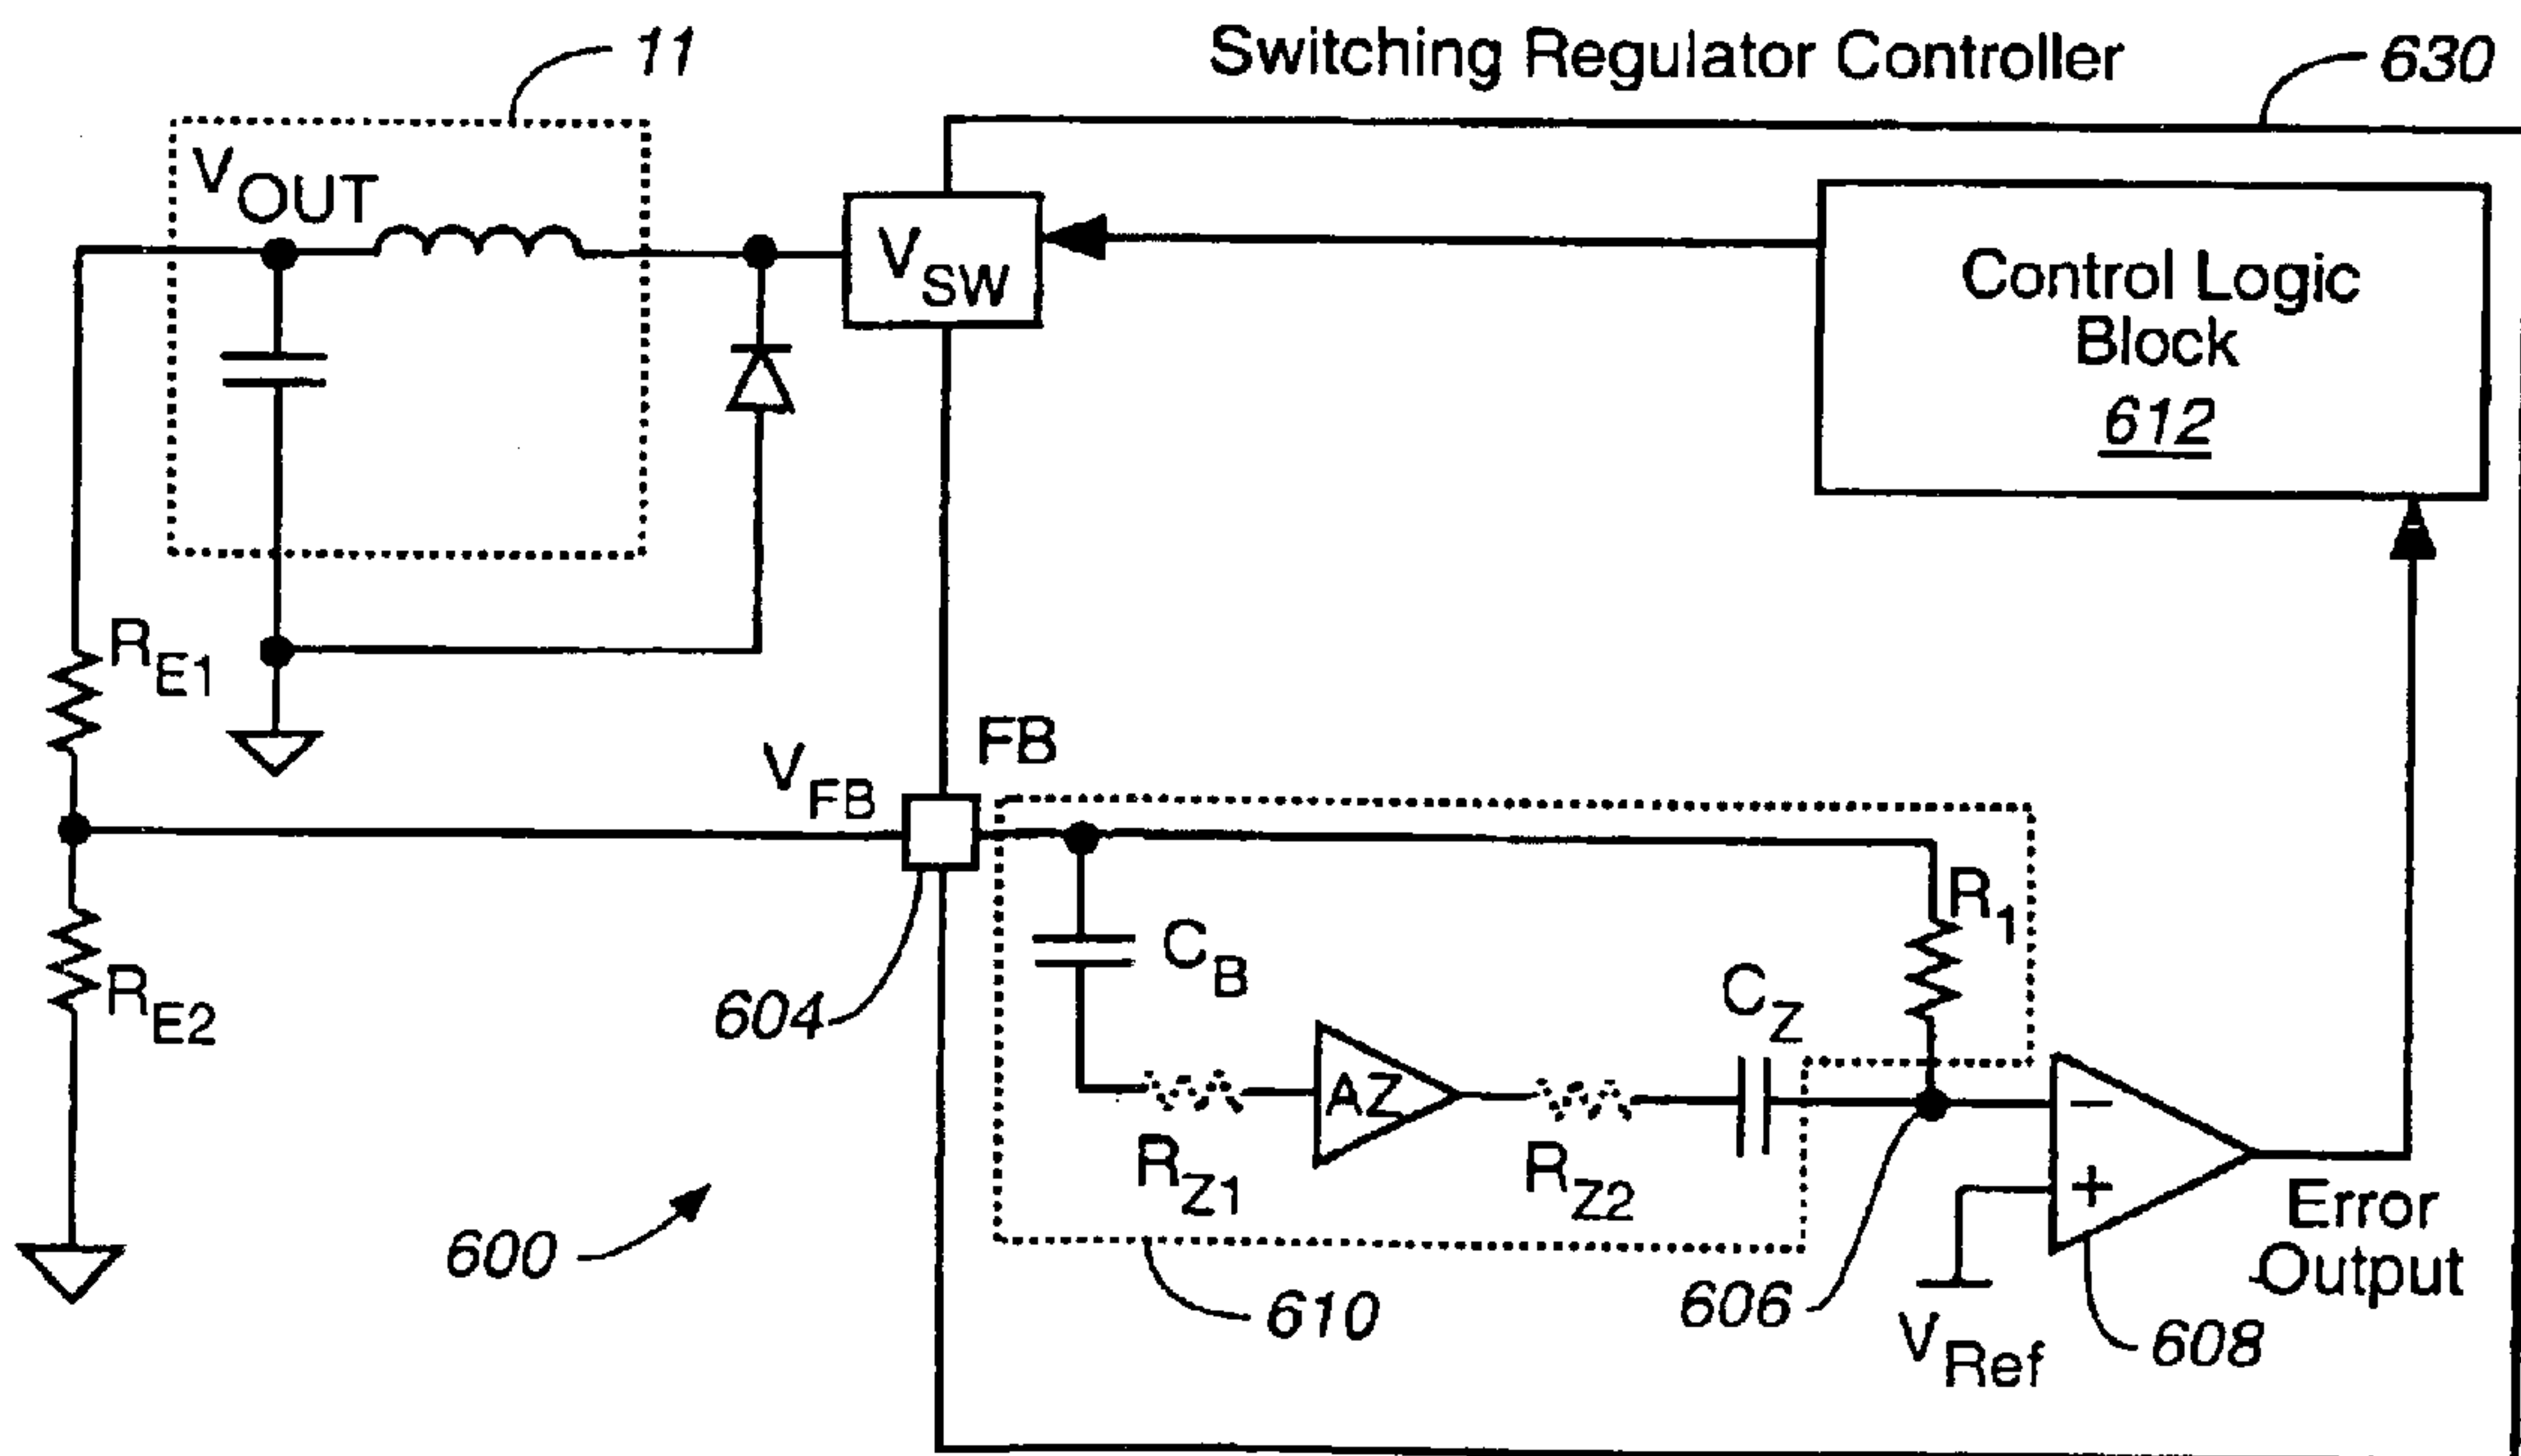 11
Switching Regulator Controller
630
VOUT
VSW
Control Logic
Block
612
RE1
VFB
FB
RE2
604
CB
R1
CZ
AZ
RZ1
RZ2
600
610
606
VRef
608
Error
Output
−
+